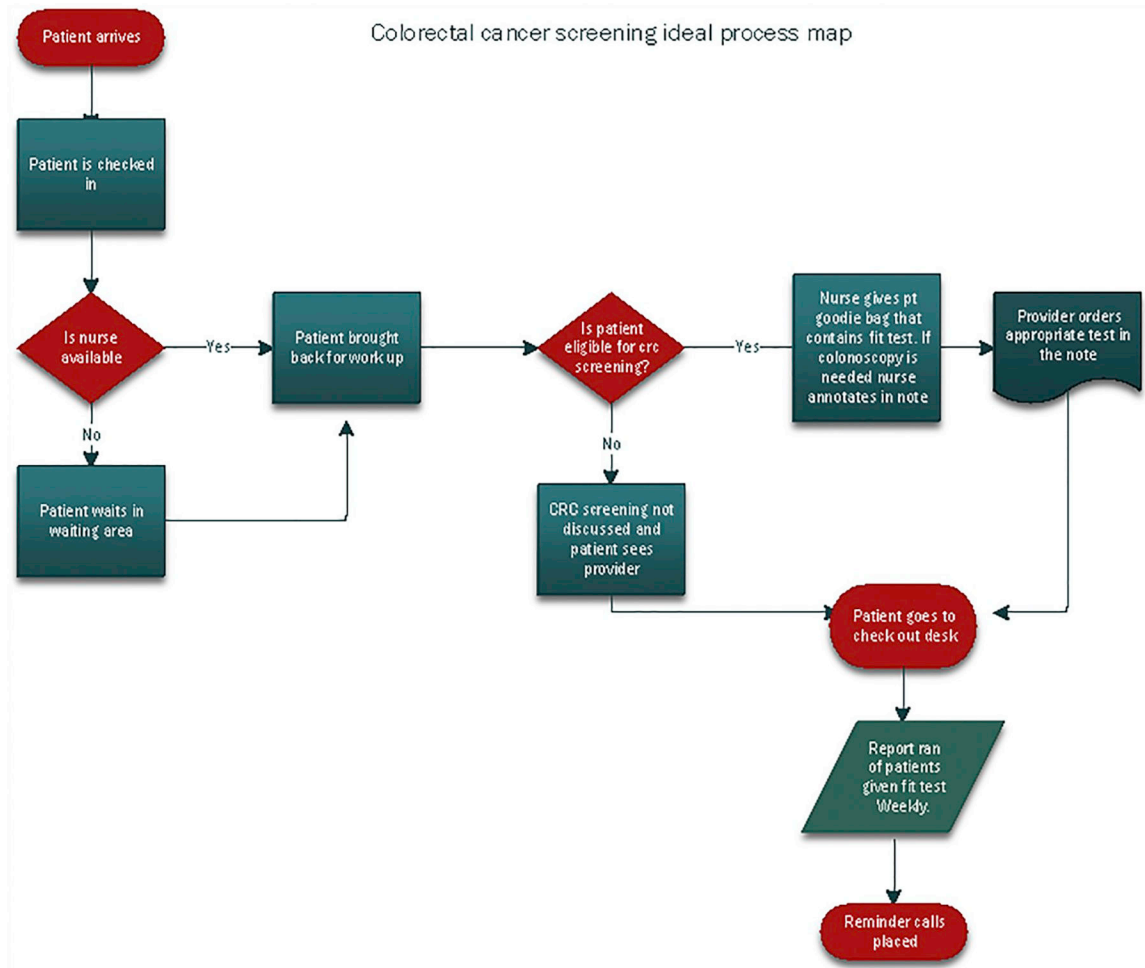 Colorectal cancer screening ideal process map
Patient arrives
Patient is checked
in
Is nurse
available
Yes
No
Patient waits in
waiting area
Patient brought
back for work up
Is patient
eligible for crc
screening?
Yes
No
CRC screening not
discussed and
patient sees
provider
Nurse gives pt
goodie bag that
contains fit test. If
colonoscopy is
needed nurse
annotates in note
Provider orders
appropriate test in
the note
Patient goes to
check out desk
Report ran
of patients
given fit test
Weekly.
Reminder calls
placed